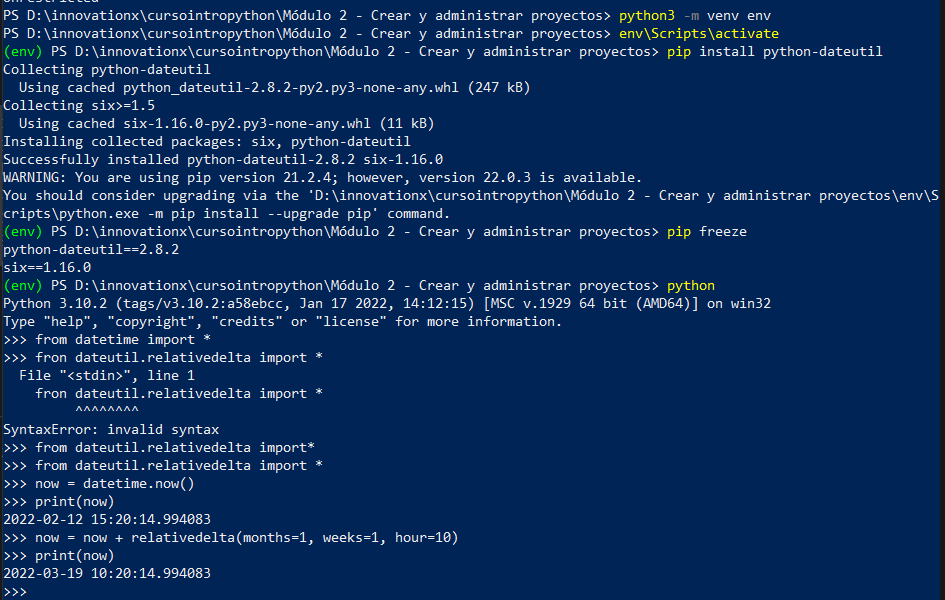 PS D:\innovationx\cursointropython\Módulo 2 - Crear y administrar proyectos> python3 -m venv env
PS D:\innovationx\cursointropython\Módulo 2 - Crear y administrar proyectos> env\Scripts\activate
(env) PS D:\innovationx\cursointropython\Módulo 2 - Crear y administrar proyectos> pip install python-dateutil
Collecting python-dateutil
  Using cached python_dateutil-2.8.2-py2.py3-none-any.whl (247 kB)
Collecting six>=1.5
  Using cached six-1.16.0-py2.py3-none-any.whl (11 kB)
Installing collected packages: six, python-dateutil
Successfully installed python-dateutil-2.8.2 six-1.16.0
WARNING: You are using pip version 21.2.4; however, version 22.0.3 is available.
You should consider upgrading via the 'D:\innovationx\cursointropython\Módulo 2 - Crear y administrar proyectos\env\S
cripts\python.exe -m pip install --upgrade pip' command.
(env) PS D:\innovationx\cursointropython\Módulo 2 - Crear y administrar proyectos> pip freeze
python-dateutil==2.8.2
six==1.16.0
(env) PS D:\innovationx\cursointropython\Módulo 2 - Crear y administrar proyectos> python
Python 3.10.2 (tags/v3.10.2:a58ebcc, Jan 17 2022, 14:12:15) [MSC v.1929 64 bit (AMD64)] on win32
Type "help", "copyright", "credits" or "license" for more information.
>>> from datetime import *
>>> fron dateutil.relativedelta import *
  File "<stdin>", line 1
    fron dateutil.relativedelta import *
         ^^^^^^^^
SyntaxError: invalid syntax
>>> from dateutil.relativedelta import*
>>> from dateutil.relativedelta import *
>>> now = datetime.now()
>>> print(now)
2022-02-12 15:20:14.994083
>>> now = now + relativedelta(months=1, weeks=1, hour=10)
>>> print(now)
2022-03-19 10:20:14.994083
>>>